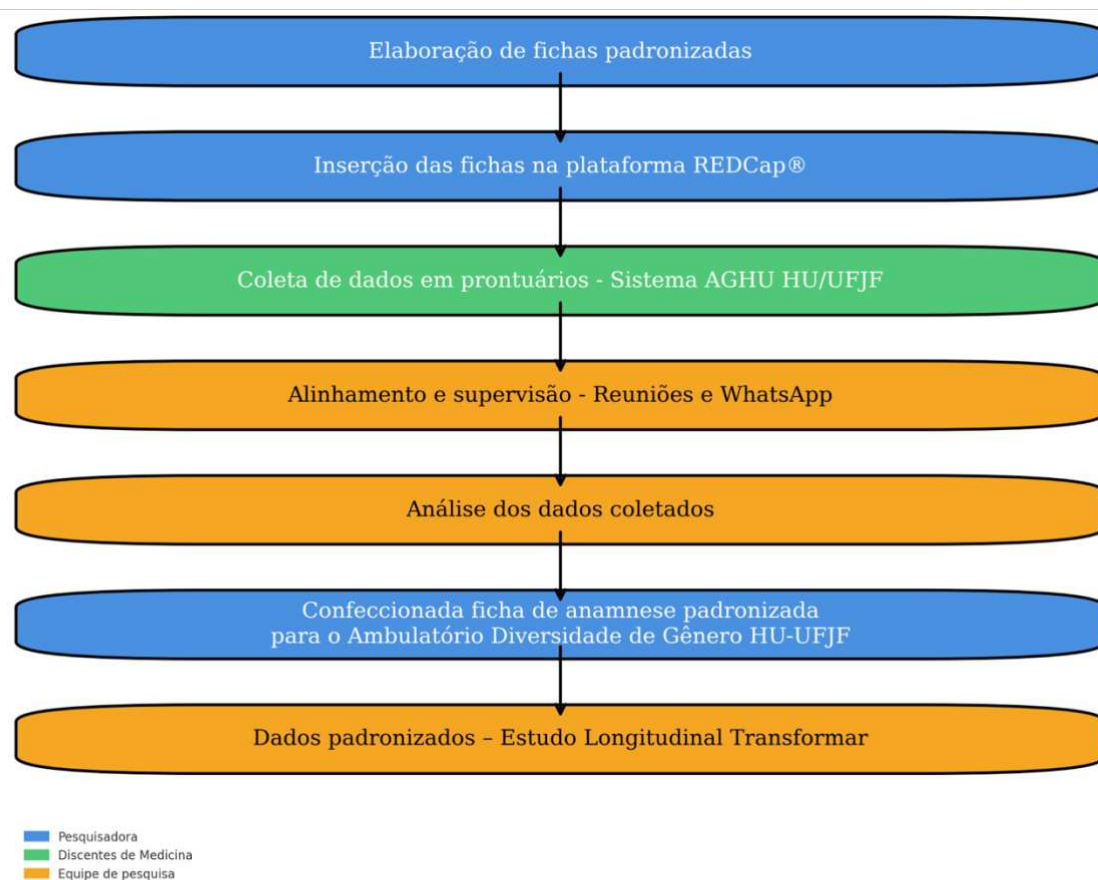 Elaboração de fichas padronizadas
Inserção das fichas na plataforma REDCap®
Coleta de dados em prontuários - Sistema AGHU HU/UFJF
Alinhamento e supervisão - Reuniões e WhatsApp
Análise dos dados coletados
Confeccionada ficha de anamnese padronizada
para o Ambulatório Diversidade de Gênero HU-UFJF
Dados padronizados – Estudo Longitudinal Transformar
Pesquisadora
Discentes de Medicina
Equipe de pesquisa